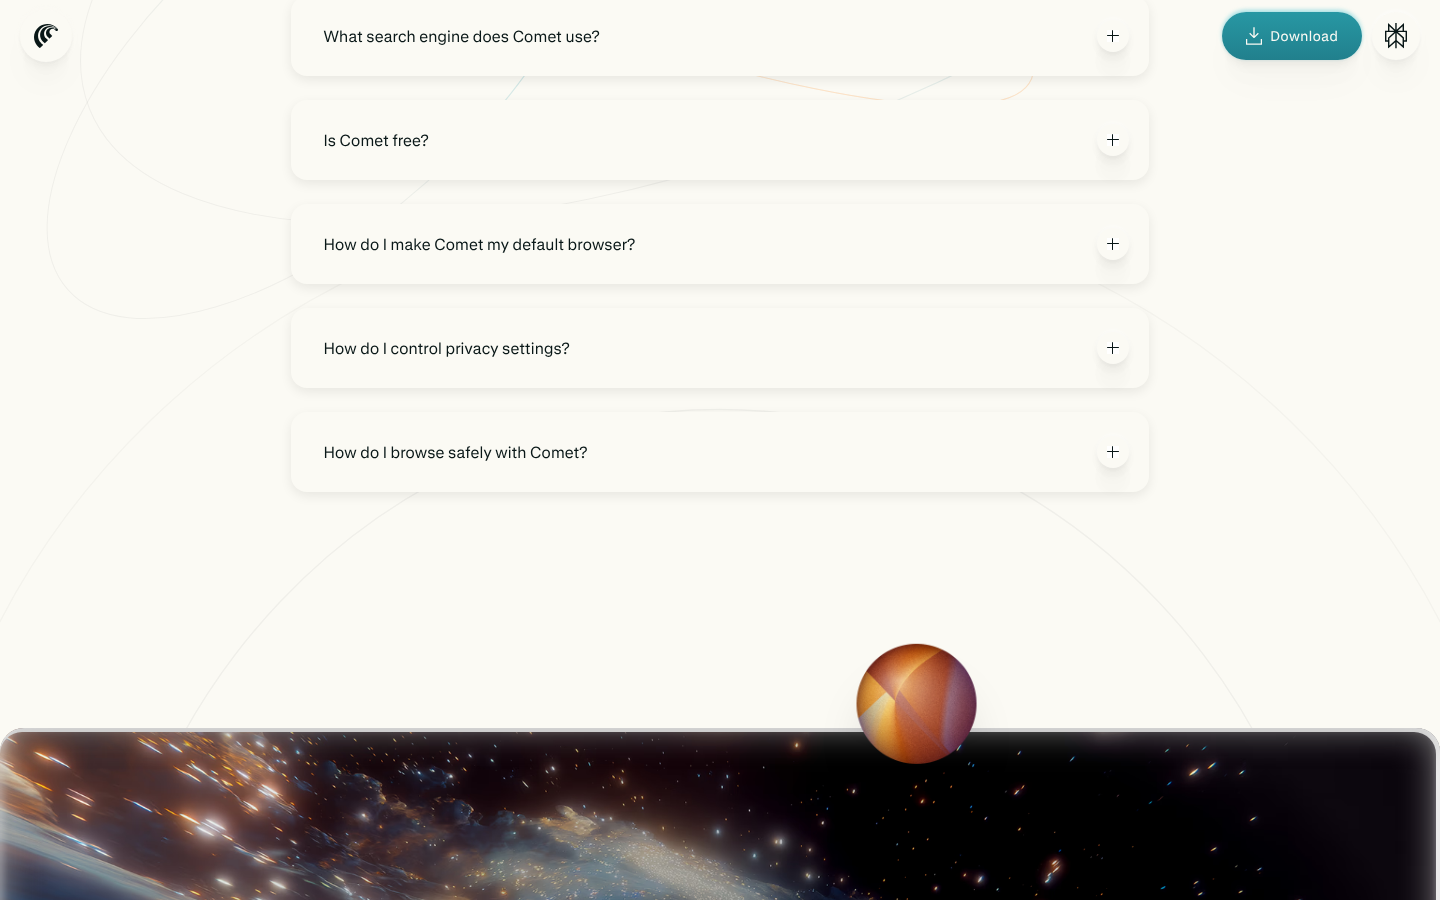 What search engine does Comet use?
Download
Is Comet free?
How do I make Comet my default browser?
How do I control privacy settings?
How do I browse safely with Comet?